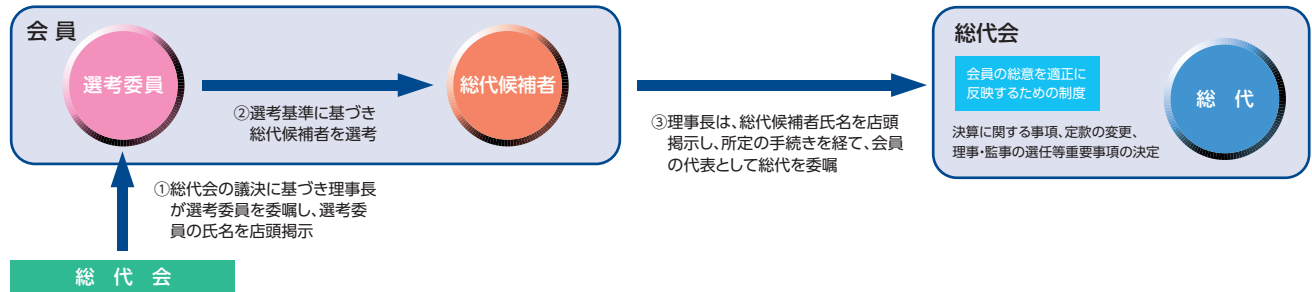 会 員
選考委員
②選考基準に基づき
総代候補者を選考
総代候補者
①総代会の議決に基づき理事長
が選考委員を委嘱し、選考委
員の氏名を店頭掲示
総 代 会
③理事長は、総代候補者氏名を店頭
掲示し、所定の手続きを経て、会員
の代表として総代を委嘱
総代会
会員の総意を適正に
反映するための制度
総 代
決算に関する事項、定款の変更、
理事・監事の選任等重要事項の決定